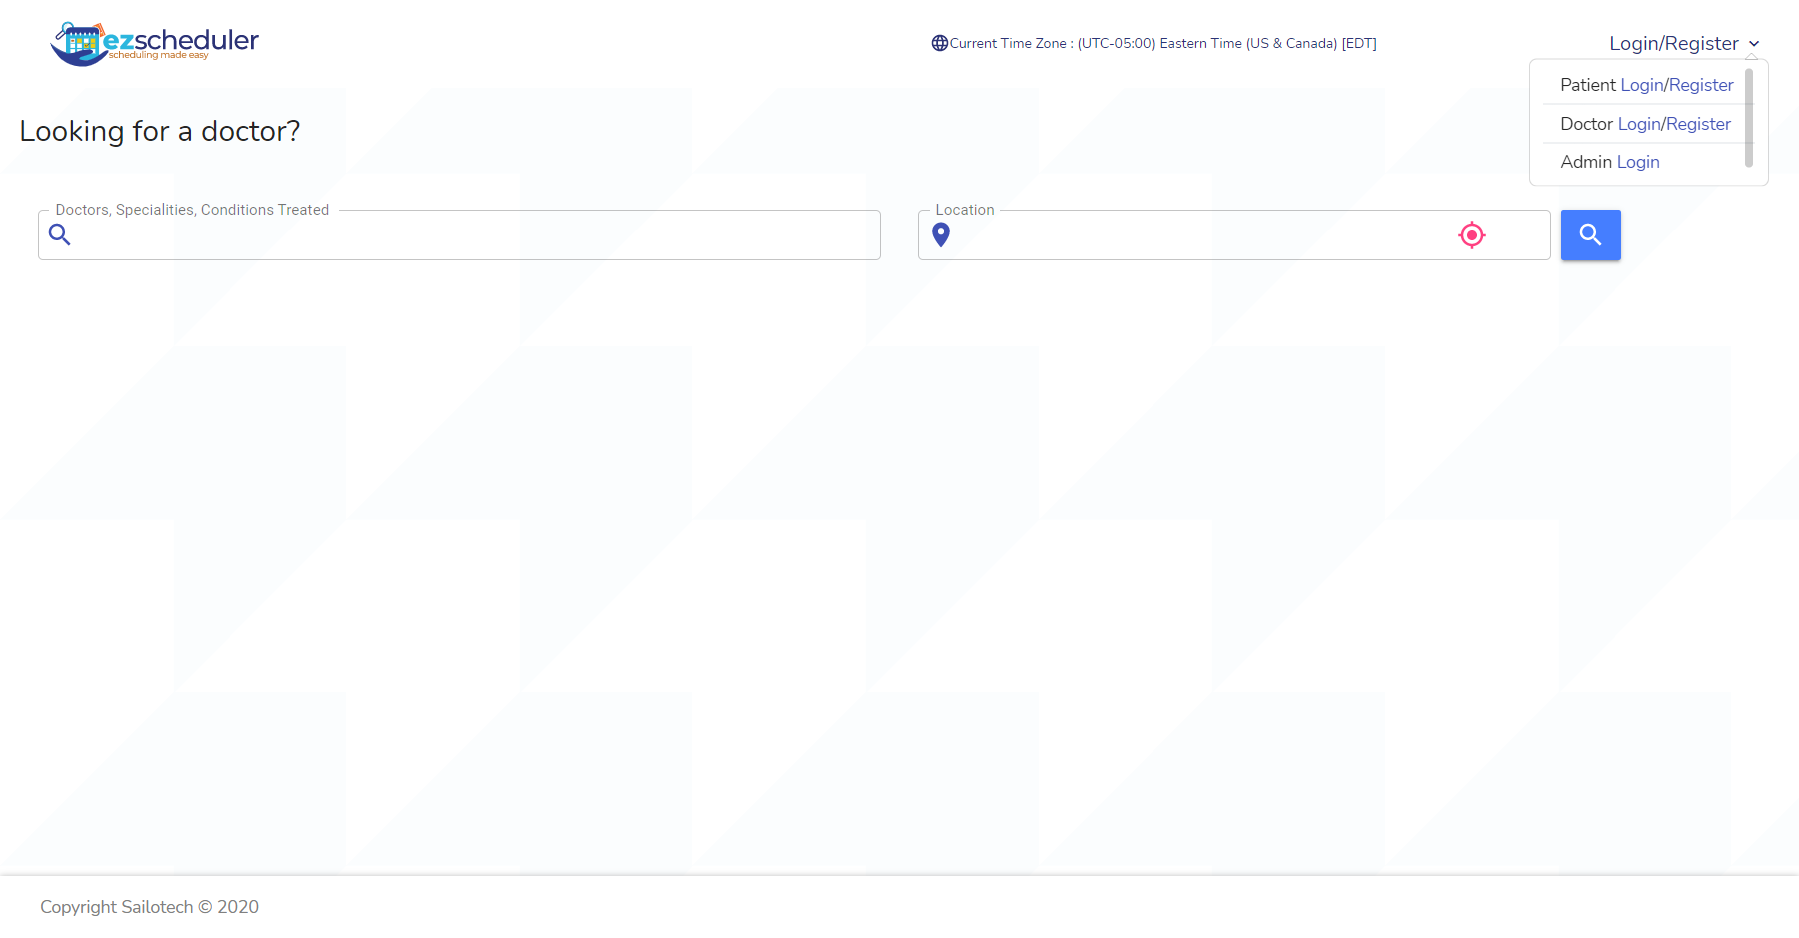 ezscheduler
scheduling made easy
Current Time Zone : (UTC-05:00) Eastern Time (US & Canada) [EDT]
Login/Register
Patient Login/Register
Doctor Login/Register
Admin Login
Looking for a doctor?
Doctors, Specialities, Conditions Treated
Location
Copyright Sailotech © 2020